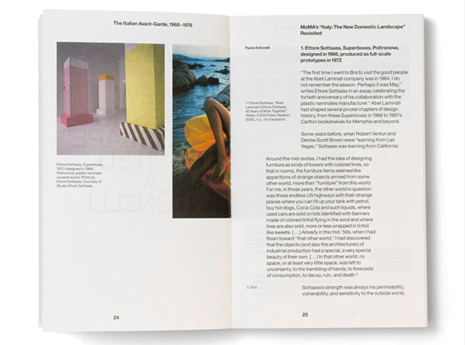 The Italian Avant-Garde, 1968–1976
Ettore Sottsass, Superboxes,
1972 (designed in 1966),
Poltronova, plastic laminate-
covered wood. Photo by
Ettore Sottsass. Courtesy of
Studio Ettore Sottsass.
24
MoMA's "Italy: The New Domestic Landscape"
Revisited
Paola Antonelli
1. Ettore Sottsass, Superboxes, Poltronova,
designed in 1966, produced as full-scale
prototypes in 1972
"The first time I went to Bra to visit the good people
at the Abet Laminati company was in 1964. I do
not remember the season. Perhaps it was May,"
writes Ettore Sottsass in an essay celebrating the
fortieth anniversary of his collaboration with the
plastic-laminates manufacturer.¹ Abet Laminati
had shaped several pivotal chapters of design
history, from these Superboxes in 1966 to 1981's
Carlton bookshelves for Memphis and beyond.
1. Ettore Sottsass, "Abet
Laminati e Ettore Sottsass:
40 Years of Work Together"
Some years before, when Robert Venturi and
Denise Scott Brown were "learning from Las
Vegas," Sottsass was learning from California:
Around the mid-sixties, I had the idea of designing
furniture as kinds of towers with colored lines, so
that in rooms, the furniture items seemed like
apparitions of strange objects arrived from some
other world, more than "furniture" from this world.
For me, in those years, the other world in question
was those endless US highways with their strange
places where you can fill up your tank with petrol,
buy hot dogs, Coca-Cola and such liquids, where
used cars are sold on lots identified with banners
made of colored tinfoil flying in the wind and where
tires are also sold, more or less wrapped in tinfoil
like sweets. [...] Already in the mid-'50s, when I had
flown toward "that other world," I had discovered
that the objects (and also the architectures) of
industrial production had a special, a very special
beauty of their own. [...] In that other world, no
space, or at least very little space, was left to
uncertainty, to the trembling of hands, to forecasts
of consumption, to decay, ruin, and death.²
2. Ibid.
Sottsass's strength was always his permeability,
vulnerability, and sensitivity to the outside world,
25